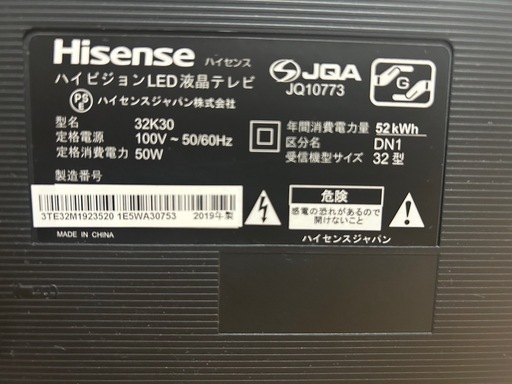 Hisense ハイセンス
ハイビジョンLED液晶テレビ
PSE ハイセンスジャパン株式会社
JQA
JQ10773
G
型名 32K30
定格電源 100V~50/60Hz
定格消費電力 50W
製造番号
年間消費電力量 52kWh
区分名 DN1
受信機型サイズ 32型
3TE32M1923520 1E5WA30753 2019年製
MADE IN CHINA
危険
感電の恐れがあるので
開けないこと
ハイセンスジャパン